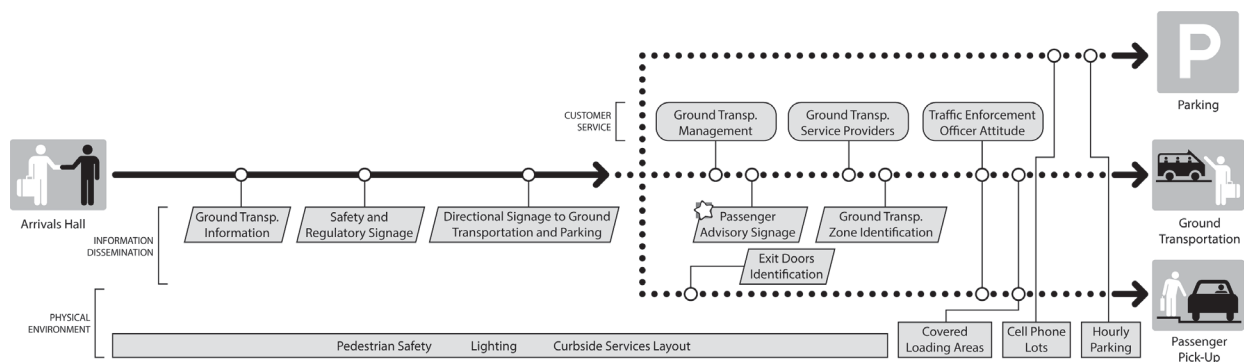 P
Parking
CUSTOMER
SERVICE
Ground Transp.
Management
Ground Transp.
Service Providers
Traffic Enforcement
Officer Attitude
Arrivals Hall
Ground
Transportation
INFORMATION
DISSEMINATION
Ground Transp.
Information
Safety and
Regulatory Signage
Directional Signage to Ground
Transportation and Parking
Passenger
Advisory Signage
Ground Transp.
Zone Identification
Exit Doors
Identification
PHYSICAL
ENVIRONMENT
Pedestrian Safety Lighting Curbside Services Layout
Covered
Loading Areas
Cell Phone
Lots
Hourly
Parking
Passenger
Pick-Up